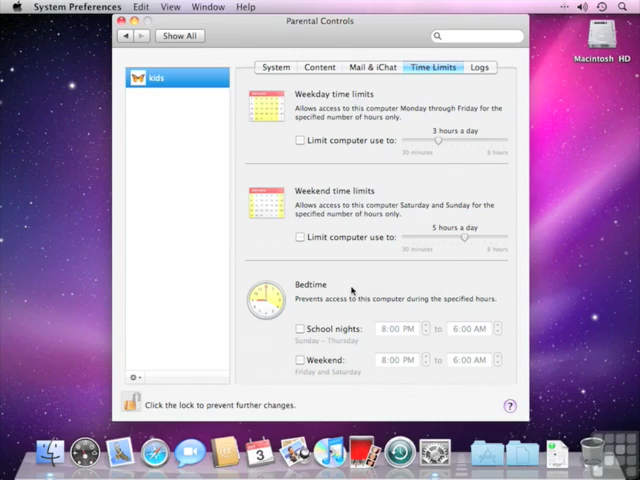 System Preferences Edit View Window Help
Parental Controls
Show All
Macintosh HD
kids
System Content Mail & iChat Time Limits Logs
Weekday time limits
Allows access to this computer Monday through Friday for the
specified number of hours only.
3 hours a day
Limit computer use to:
30 minutes 8 hours
Weekend time limits
Allows access to this computer Saturday and Sunday for the
specified number of hours only.
5 hours a day
Limit computer use to:
30 minutes 8 hours
Bedtime
Prevents access to this computer during the specified hours.
School nights: 8:00 PM to 6:00 AM
Sunday – Thursday
Weekend: 8:00 PM to 6:00 AM
Friday and Saturday
Click the lock to prevent further changes.
?
3